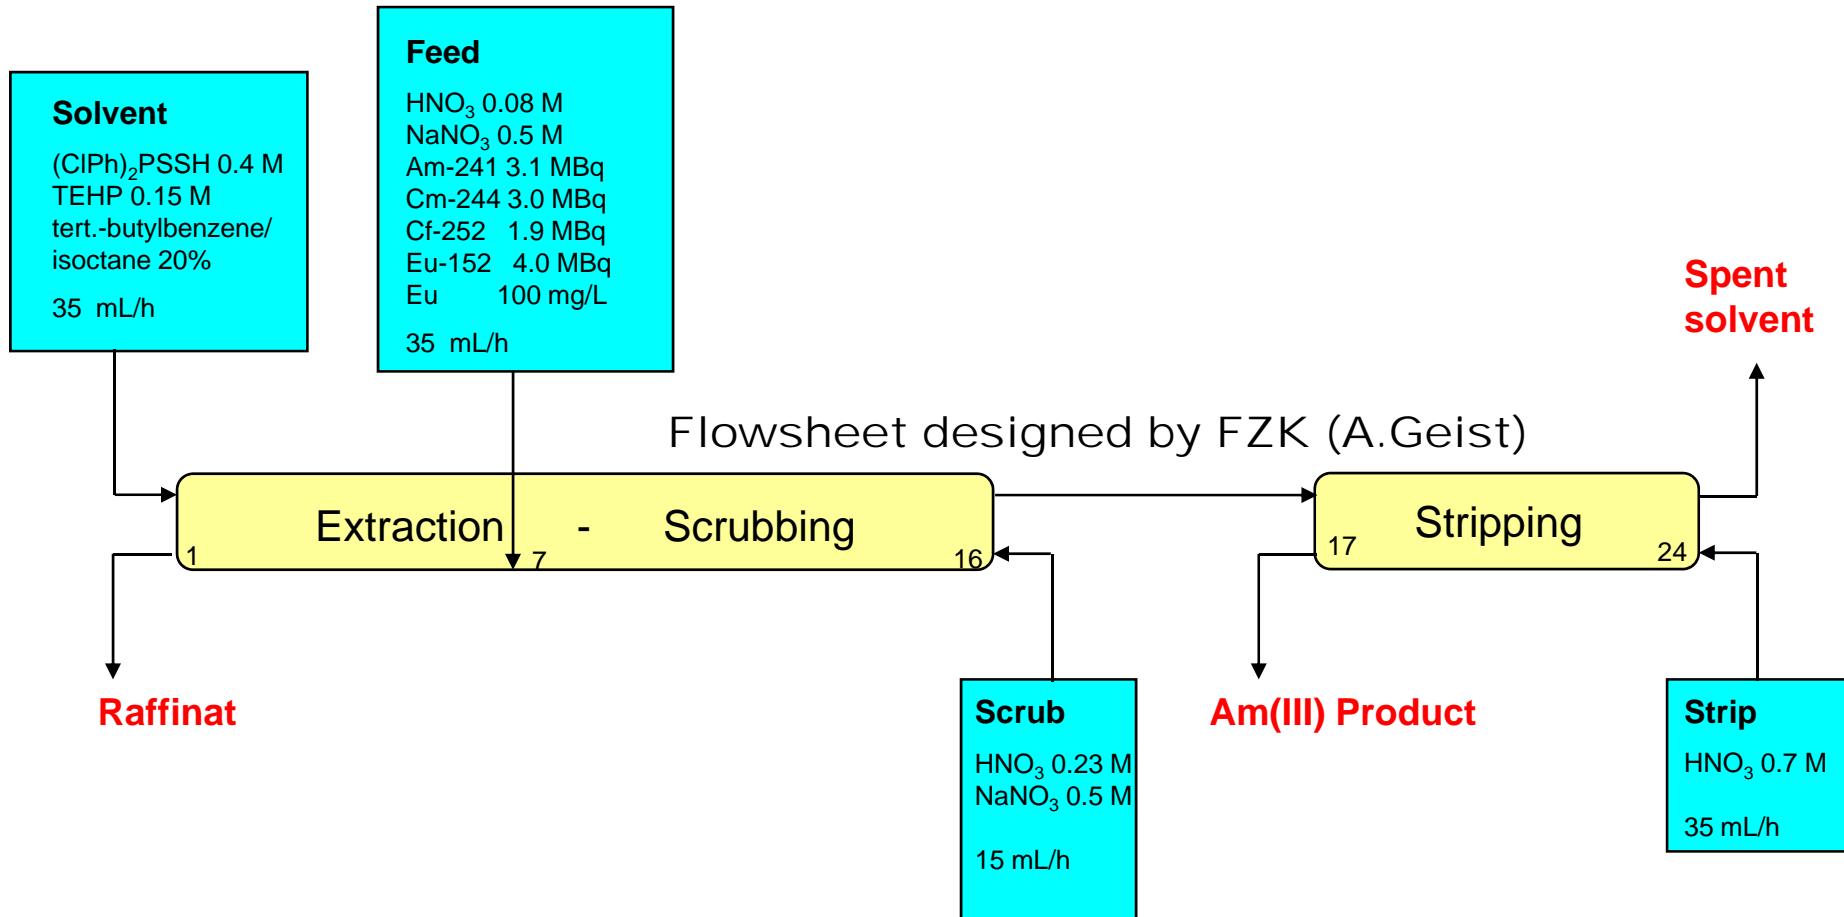 Solvent
(ClPh)₂PSSH 0.4 M
TEHP 0.15 M
tert.-butylbenzene/
isoctane 20%
35 mL/h
Feed
HNO₃ 0.08 M
NaNO₃ 0.5 M
Am-241 3.1 MBq
Cm-244 3.0 MBq
Cf-252 1.9 MBq
Eu-152 4.0 MBq
Eu 100 mg/L
35 mL/h
Spent
solvent
Flowsheet designed by FZK (A.Geist)
Extraction - Scrubbing
1 7 16
Stripping
17 24
Raffinat
Scrub
HNO₃ 0.23 M
NaNO₃ 0.5 M
15 mL/h
Am(III) Product
Strip
HNO₃ 0.7 M
35 mL/h